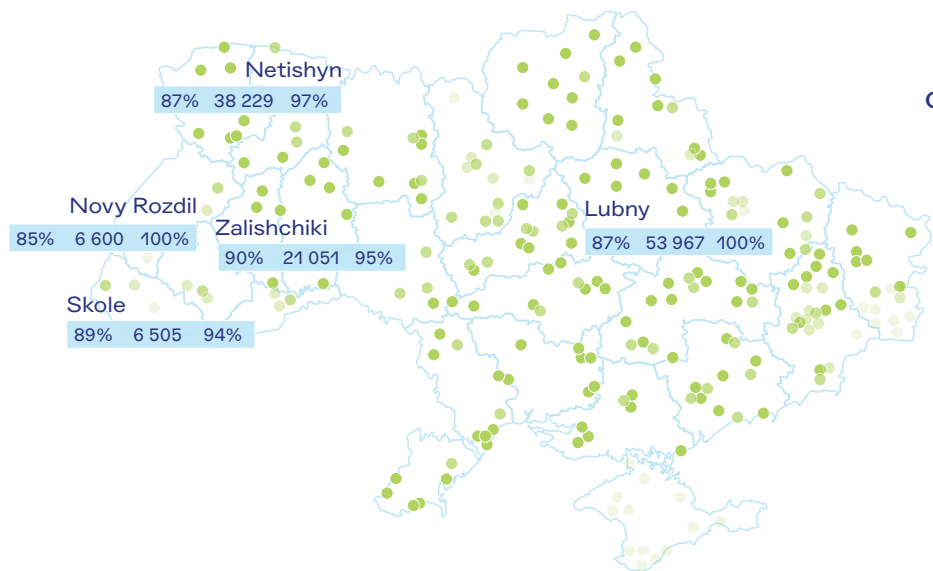 Netishyn
87% 38 229 97%
Novy Rozdil
85% 6 600 100%
Zalishchiki
90% 21 051 95%
Lubny
87% 53 967 100%
Skole
89% 6 505 94%